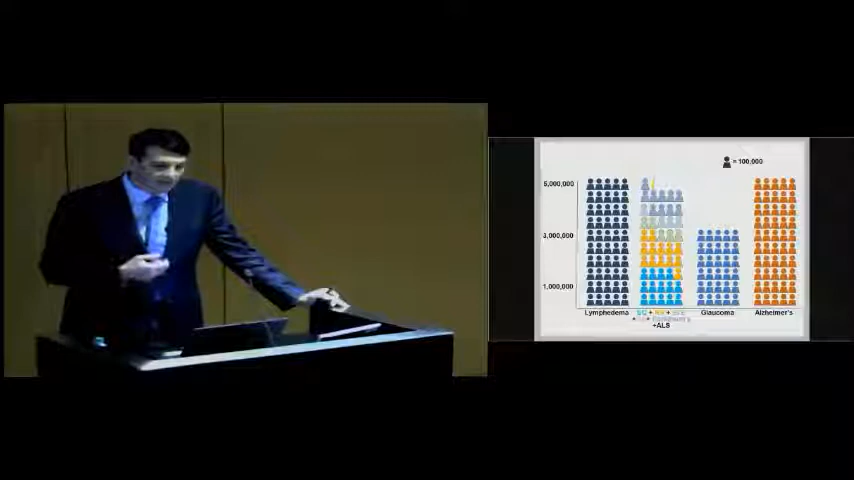 = 100,000
5,000,000
3,000,000
1,000,000
Lymphedema
Glaucoma
Alzheimer's
+ALS